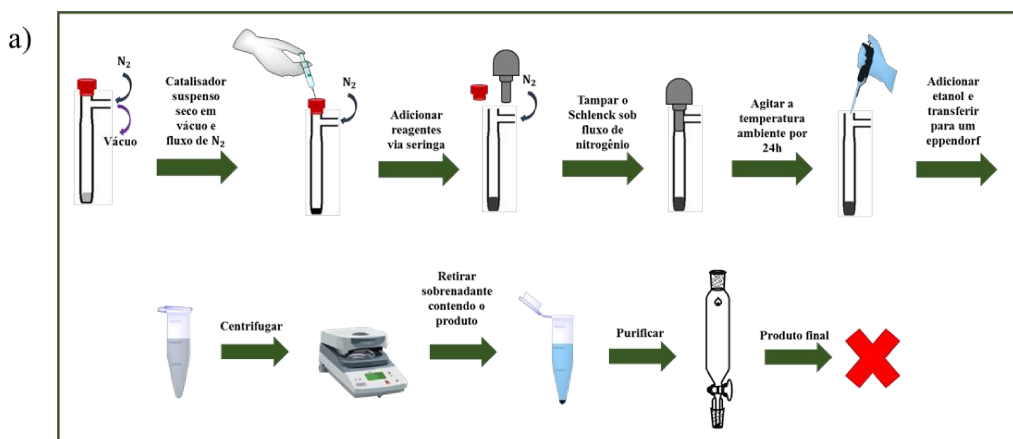 a)
N₂
Vácuo
Catalisador
suspenso
seco em
vácuo e
fluxo de N₂
N₂
Adicionar
reagentes
via seringa
N₂
Tampar o
Schlenck sob
fluxo de
nitrogênio
Agitar a
temperatura
ambiente por
24h
Adicionar
etanol e
transferir
para um
eppendorf
Centrifugar
Retirar
sobrenadante
contendo o
produto
Purificar
Produto final